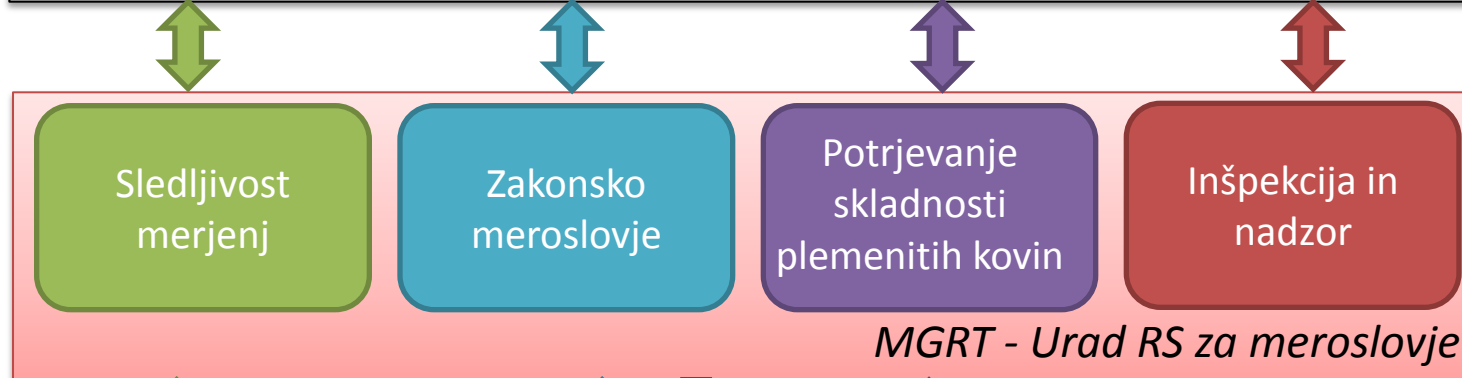 Sledljivost
merjenj
Zakonsko
meroslovje
Potrjevanje
skladnosti
plemenitih kovin
Inšpekcija in
nadzor
MGRT - Urad RS za meroslovje